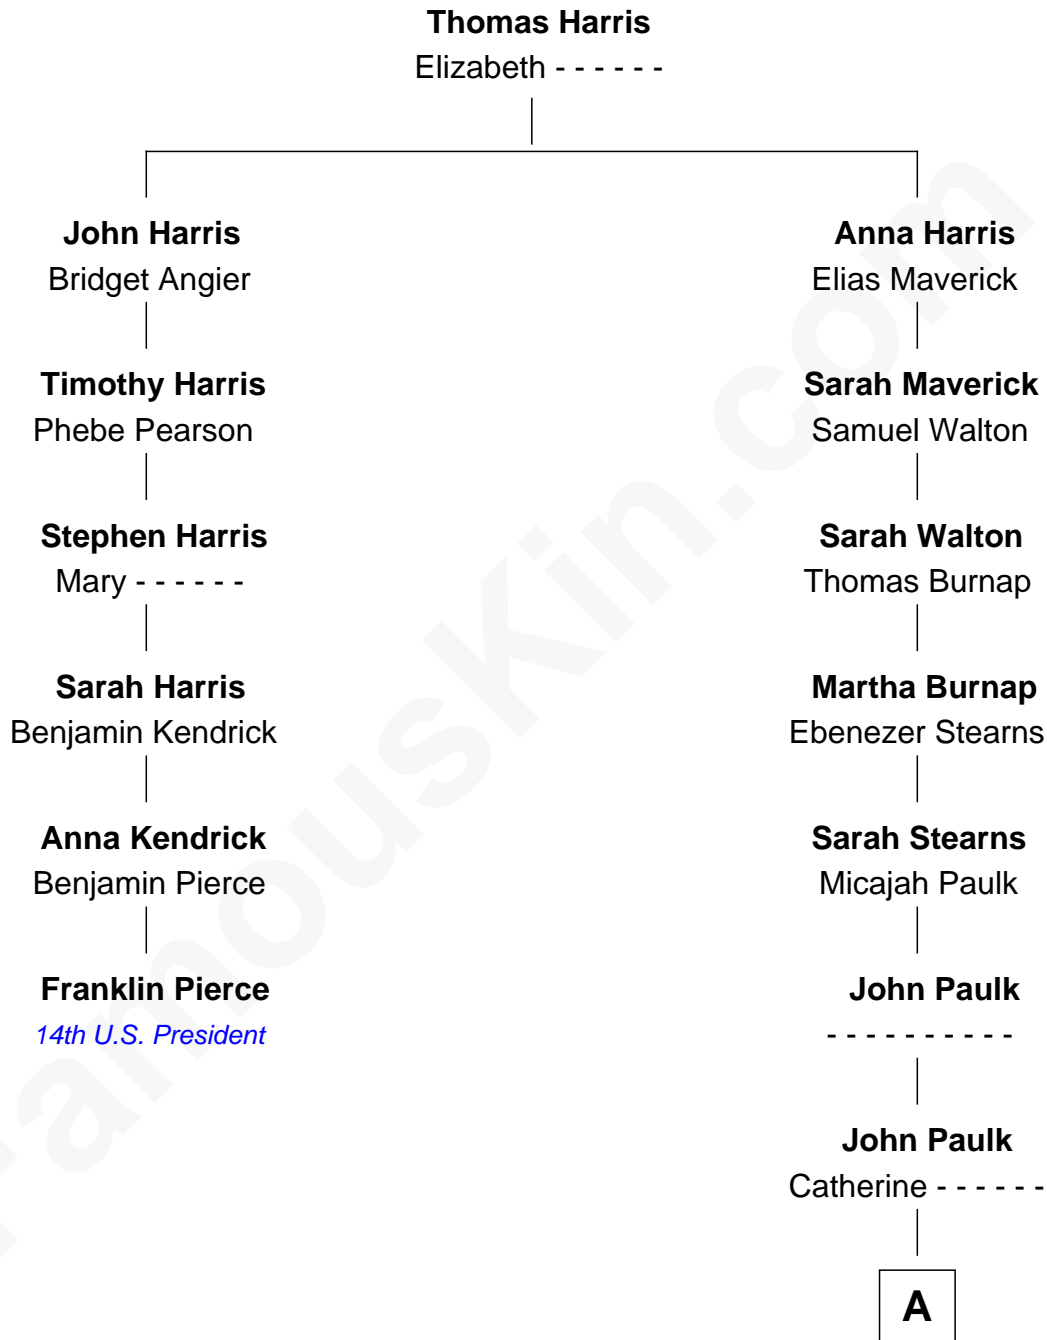 Thomas Harris
Elizabeth - - - - - -
John Harris
Bridget Angier
Anna Harris
Elias Maverick
Timothy Harris
Phebe Pearson
Sarah Maverick
Samuel Walton
Stephen Harris
Mary - - - - - -
Sarah Walton
Thomas Burnap
Sarah Harris
Benjamin Kendrick
Martha Burnap
Ebenezer Stearns
Anna Kendrick
Benjamin Pierce
Sarah Stearns
Micajah Paulk
Franklin Pierce
14th U.S. President
John Paulk
- - - - - - - - - -
John Paulk
Catherine - - - - - -
A
FamousKin.com